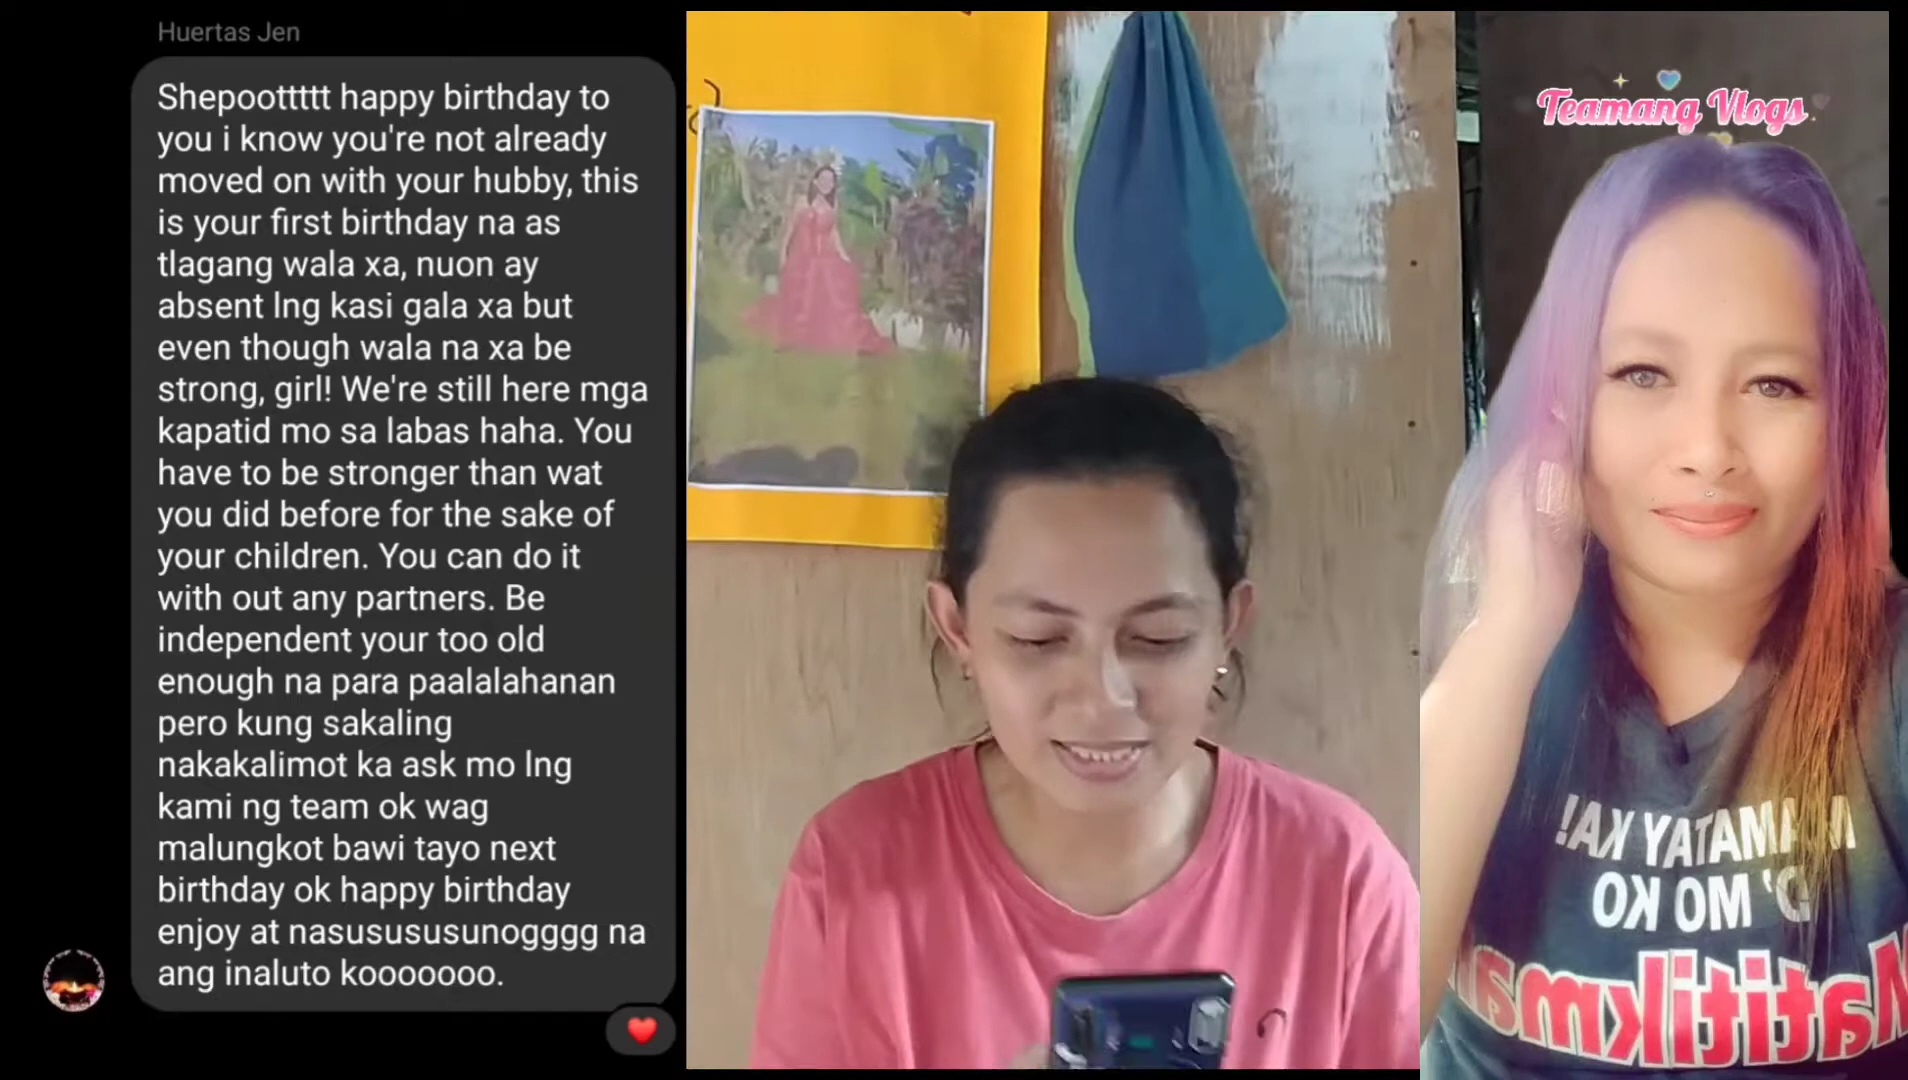 Huertas Jen
Shepoottttt happy birthday to
you i know you're not already
moved on with your hubby, this
is your first birthday na as
tlagang wala xa, nuon ay
absent lng kasi gala xa but
even though wala na xa be
strong, girl! We're still here mga
kapatid mo sa labas haha. You
have to be stronger than wat
you did before for the sake of
your children. You can do it
with out any partners. Be
independent your too old
enough na para paalalahanan
pero kung sakaling
nakakalimot ka ask mo lng
kami ng team ok wag
malungkot bawi tayo next
birthday ok happy birthday
enjoy at nasusususunogggg na
ang inaluto kooooooo.
Teamang Vlogs
MAMATAY KA!
D' MO KO
Matitikman